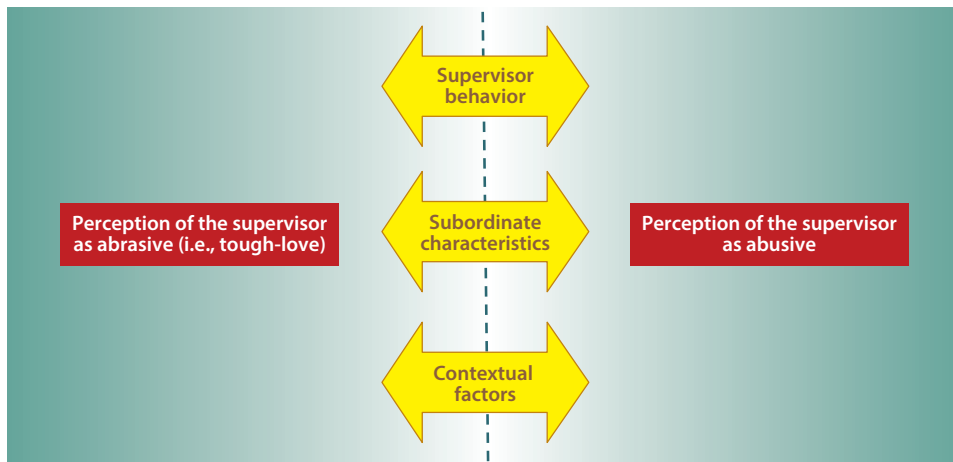 Supervisor
behavior
Perception of the supervisor
as abrasive (i.e., tough-love)
Subordinate
characteristics
Perception of the supervisor
as abusive
Contextual
factors